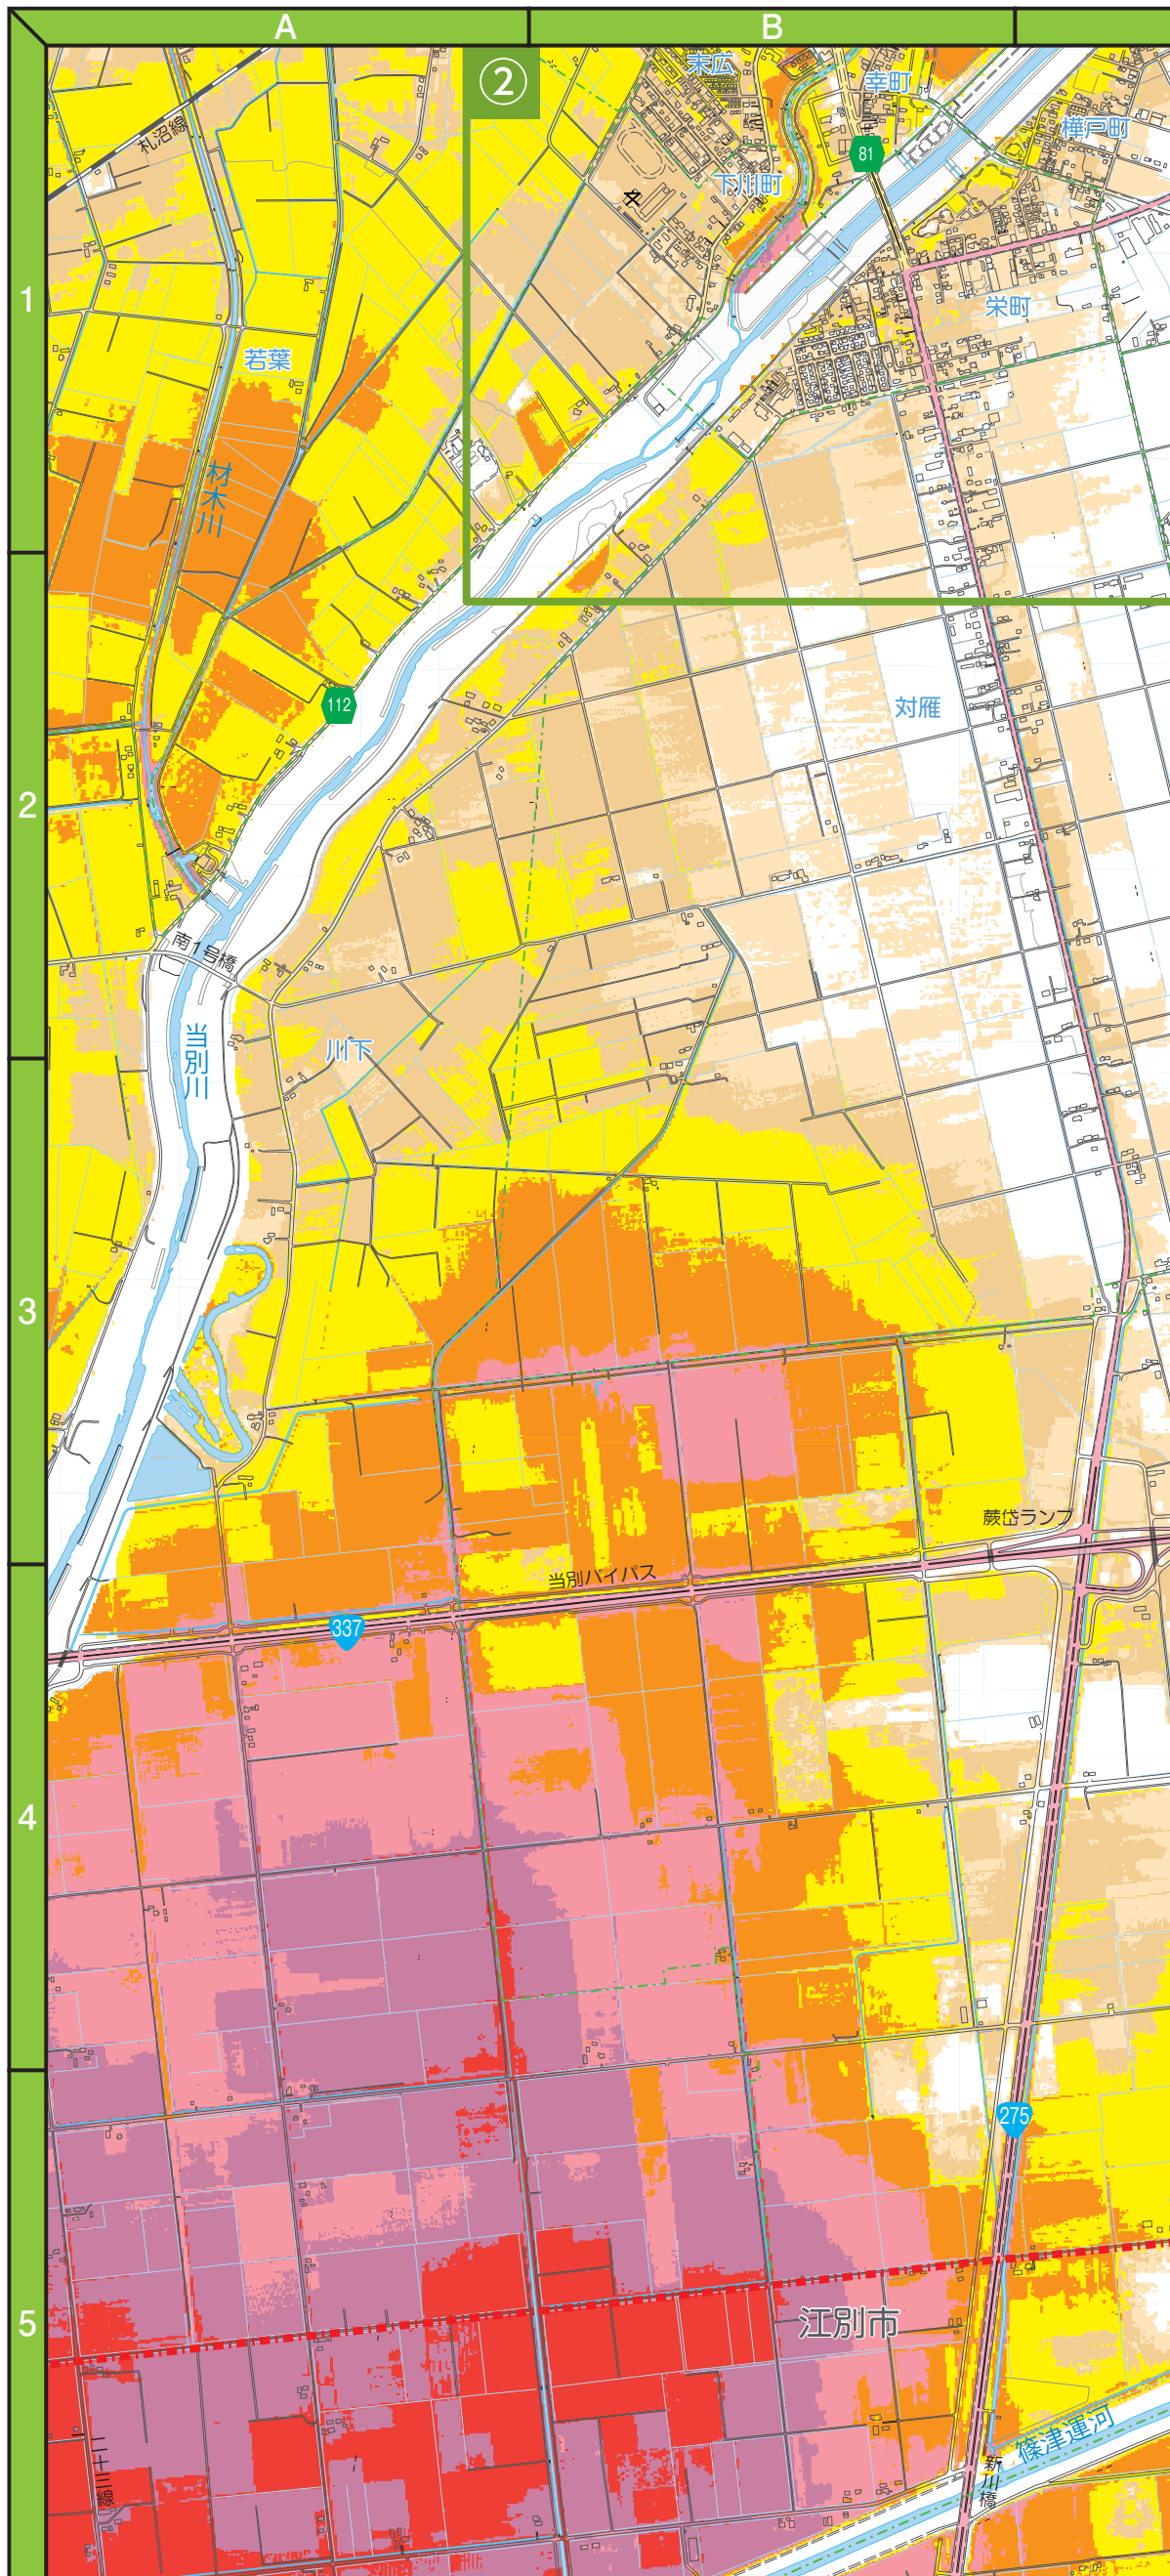 A
B
②
末広
幸町
樺戸町
札沼線
81
下川町
1
栄町
若葉
材木川
112
対雁
2
南1号橋
当別川
川下
3
蕨岱ランプ
当別バイパス
337
4
275
5
江別市
篠津運河
新川橋
二十三線